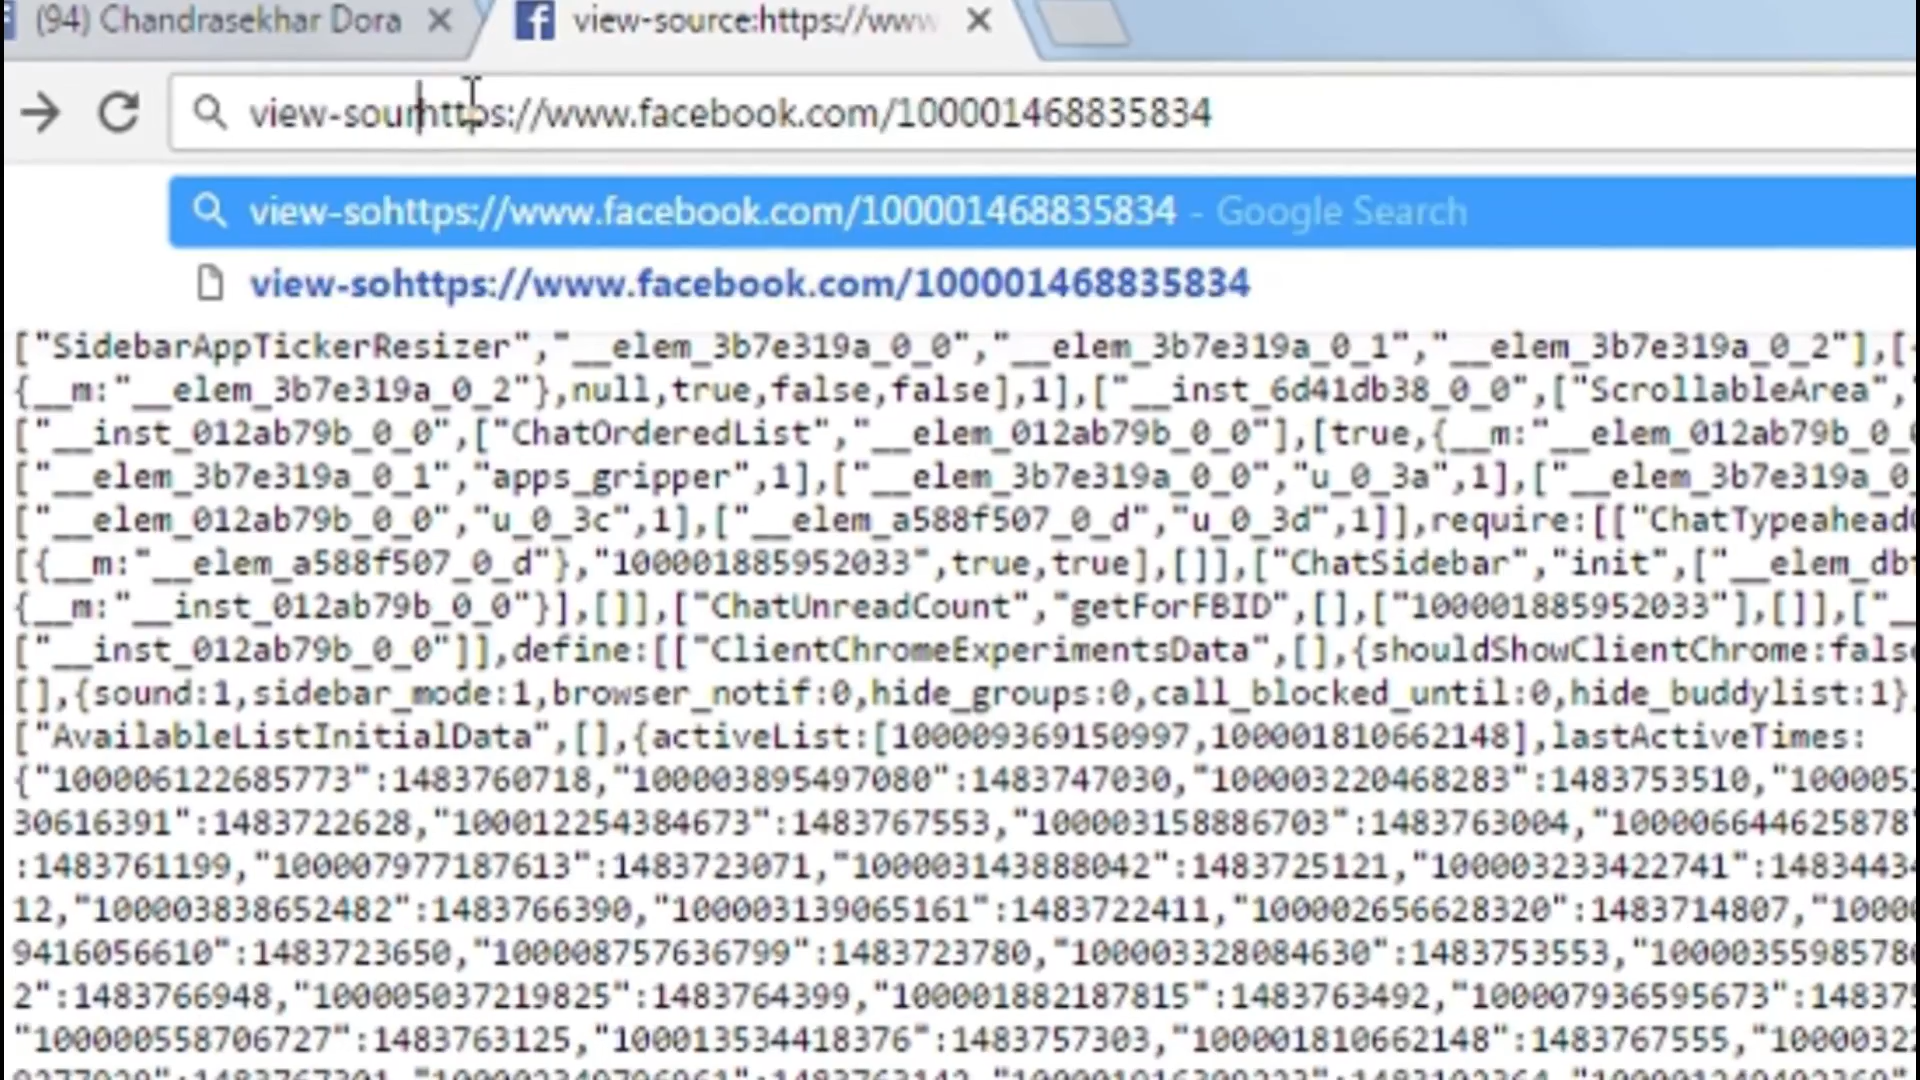 (94) Chandrasekhar Dora
view-source:https://www
view-sourhttps://www.facebook.com/100001468835834
view-sohttps://www.facebook.com/100001468835834 - Google Search
view-sohttps://www.facebook.com/100001468835834
["SidebarAppTickerResizer","__elem_3b7e319a_0_0","__elem_3b7e319a_0_1","__elem_3b7e319a_0_2"],[
{__m:"__elem_3b7e319a_0_2"},null,true,false,false],1],["__inst_6d41db38_0_0",["ScrollableArea",
["__inst_012ab79b_0_0",["ChatOrderedList","__elem_012ab79b_0_0"],[true,{__m:"__elem_012ab79b_0_
["__elem_3b7e319a_0_1","apps_gripper",1],["__elem_3b7e319a_0_0","u_0_3a",1],["__elem_3b7e319a_0_
["__elem_012ab79b_0_0","u_0_3c",1],["__elem_a588f507_0_d","u_0_3d",1]],require:[["ChatTypeahead
[{__m:"__elem_a588f507_0_d"},"100001885952033",true,true],[]],["ChatSidebar","init",["__elem_db
{__m:"__inst_012ab79b_0_0"}],[]],["ChatUnreadCount","getForFBID",[],["100001885952033"],[]],["_
["__inst_012ab79b_0_0"]],define:[["ClientChromeExperimentsData",[],{shouldShowClientChrome:false
[],{sound:1,sidebar_mode:1,browser_notif:0,hide_groups:0,call_blocked_until:0,hide_buddylist:1}
["AvailableListInitialData",[],{activeList:[100009369150997,100001810662148],lastActiveTimes:
{"100006122685773":1483760718,"100003895497080":1483747030,"100003220468283":1483753510,"100005
30616391":1483722628,"100012254384673":1483767553,"100003158886703":1483763004,"100006644625878"
:1483761199,"100007977187613":1483723071,"100003143888042":1483725121,"100003233422741":1483443
12,"100003838652482":1483766390,"100003139065161":1483722411,"100002656628320":1483714807,"1000
9416056610":1483723650,"100008757636799":1483723780,"100003328084630":1483753553,"10000355985786
2":1483766948,"100005037219825":1483764399,"100001882187815":1483763492,"100007936595673":14837
"100000558706727":1483763125,"100013534418376":1483757303,"100001810662148":1483767555,"10000032